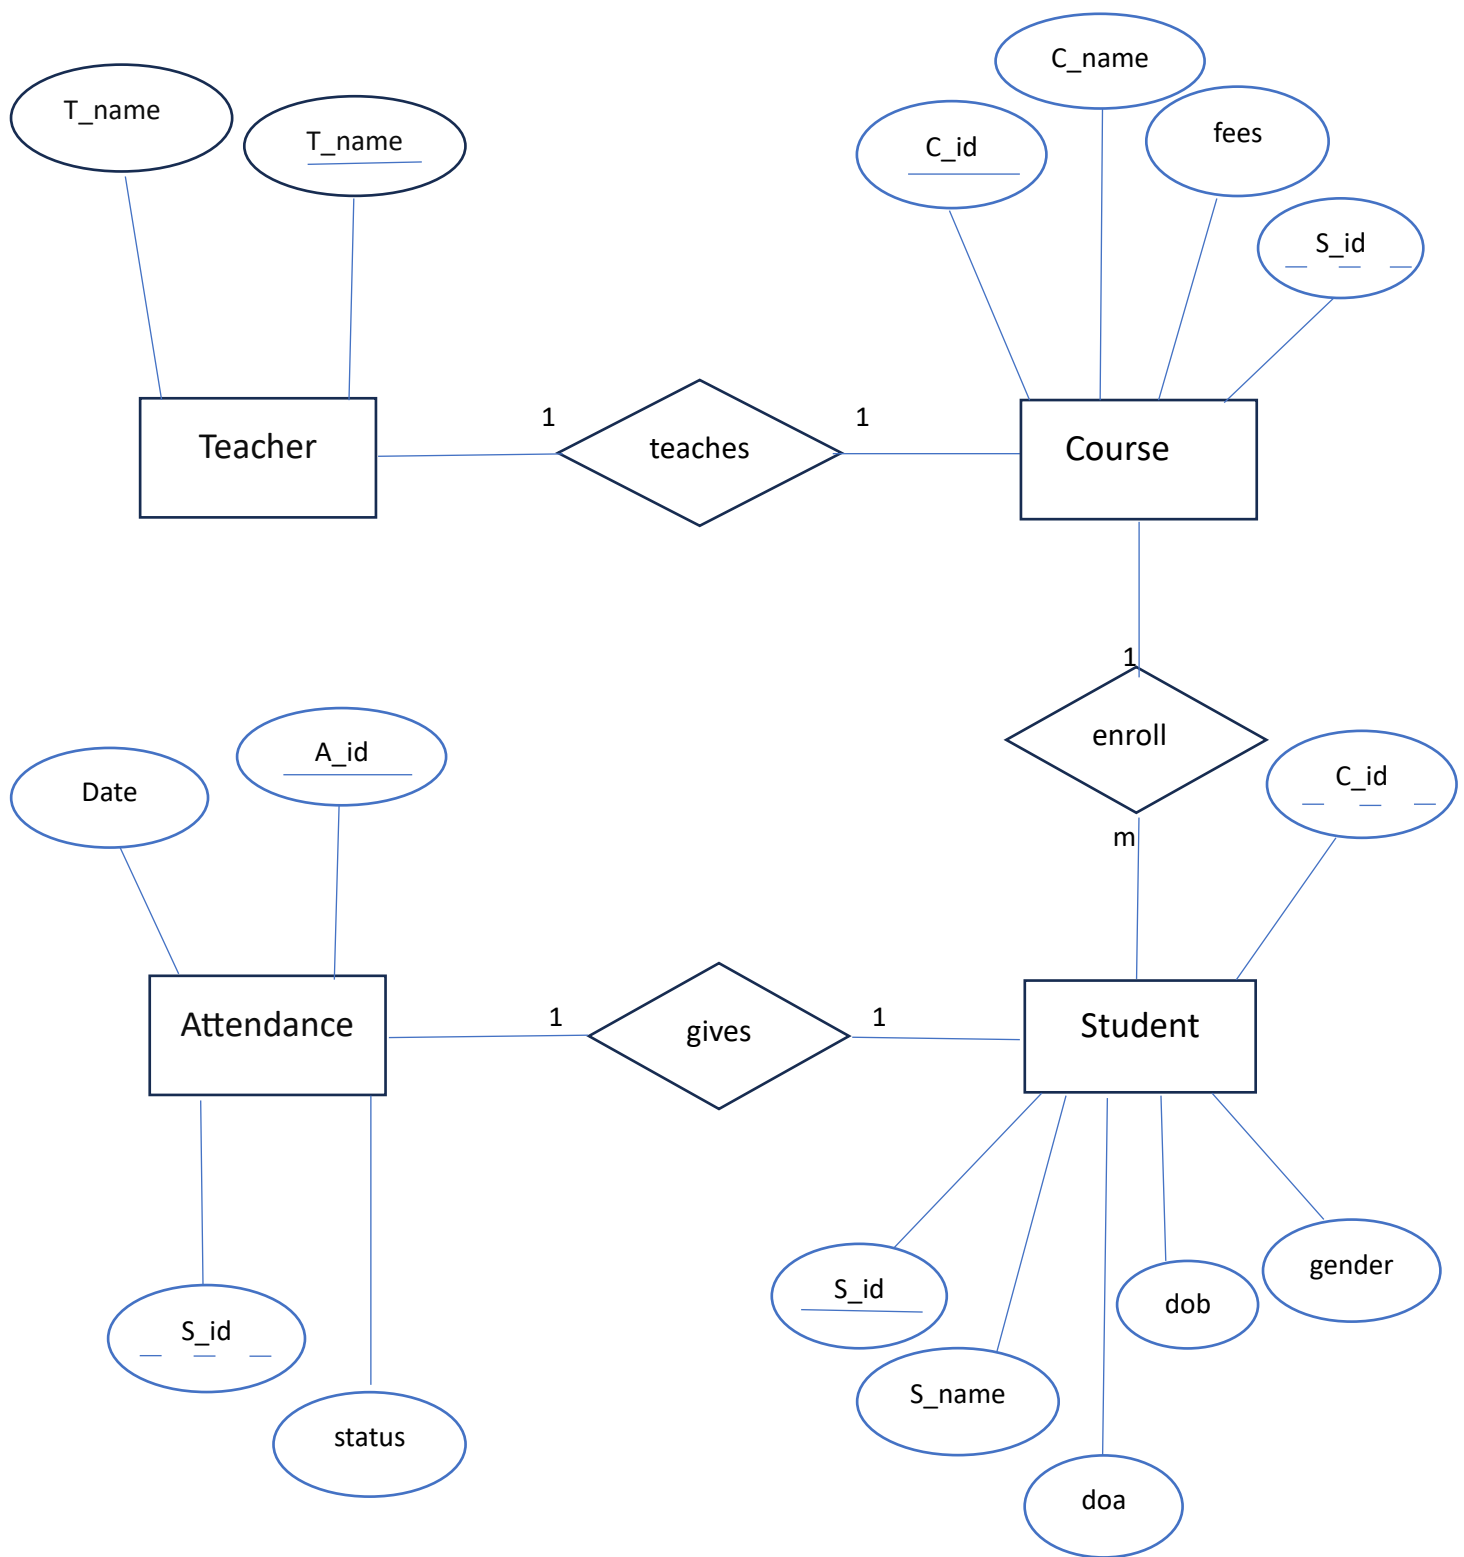 C_name
T_name
T_name
C_id
fees
S_id
Teacher
1
teaches
1
Course
1
enroll
m
C_id
Date
A_id
Attendance
1
gives
1
Student
S_id
status
S_id
S_name
doa
dob
gender